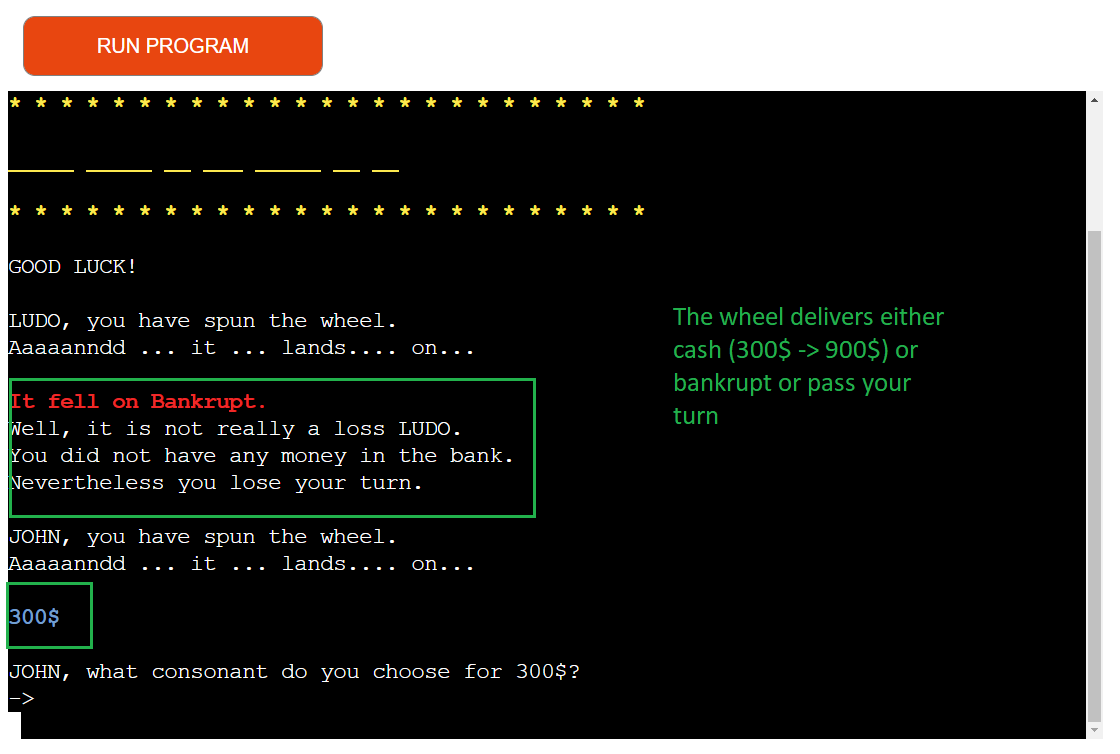 RUN PROGRAM
* * * * * * * * * * * * * * * * * * * * * * * * *
_____ _____ __ ___ _____ __ __
* * * * * * * * * * * * * * * * * * * * * * * * *
GOOD LUCK!
LUDO, you have spun the wheel.
Aaaaanndd ... it ... lands.... on...
It fell on Bankrupt.
Well, it is not really a loss LUDO.
You did not have any money in the bank.
Nevertheless you lose your turn.
JOHN, you have spun the wheel.
Aaaaanndd ... it ... lands.... on...
300$
JOHN, what consonant do you choose for 300$?
->
The wheel delivers either
cash (300$ -> 900$) or
bankrupt or pass your
turn